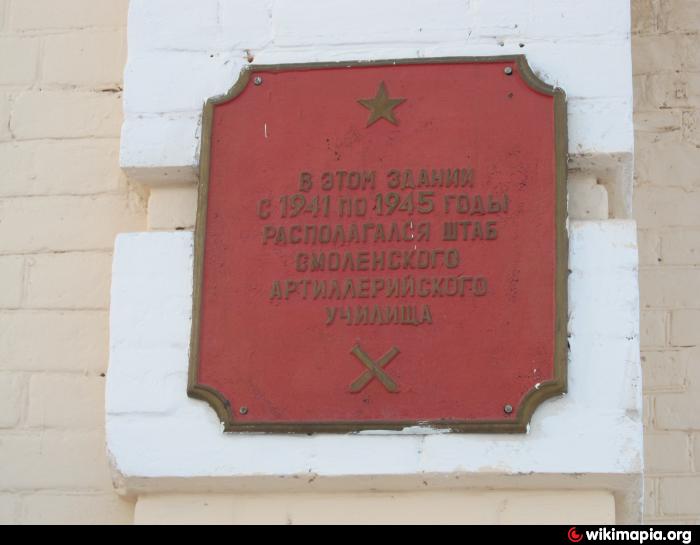 В ЭТОМ ЗДАНИИ
С 1941 ПО 1945 ГОДЫ
РАСПОЛАГАЛСЯ ШТАБ
СМОЛЕНСКОГО
АРТИЛЛЕРИЙСКОГО
УЧИЛИЩА
wikimapia.org